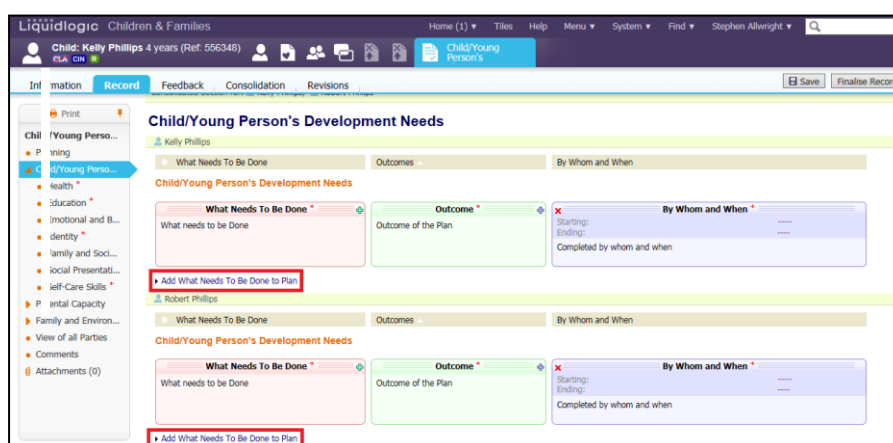 Liquidlogic Children & Families
Home (1) ▾ Tiles Help Menu ▾ System ▾ Find ▾ Stephen Allwright ▾
Child: Kelly Phillips 4 years (Ref: 556348)
CLA CIN R
Child/Young
Person's
Record Feedback Consolidation Revisions
Save Finalise Recor
Print
Child/Young Person's Development Needs
Kelly Phillips
What Needs To Be Done Outcomes By Whom and When
Child/Young Person's Development Needs
What Needs To Be Done * Outcome * By Whom and When *
Starting: ----
Ending: ----
What needs to be Done Outcome of the Plan Completed by whom and when
Add What Needs To Be Done to Plan
Robert Phillips
What Needs To Be Done Outcomes By Whom and When
Child/Young Person's Development Needs
What Needs To Be Done * Outcome * By Whom and When *
Starting: ----
Ending: ----
What needs to be Done Outcome of the Plan Completed by whom and when
Add What Needs To Be Done to Plan
Chil /Young Perso...
P nning
C d/Young Perso...
Health *
Education *
Emotional and B...
Identity *
Family and Soci...
Social Presentati...
Self-Care Skills *
P ental Capacity
Family and Environ...
View of all Parties
Comments
Attachments (0)